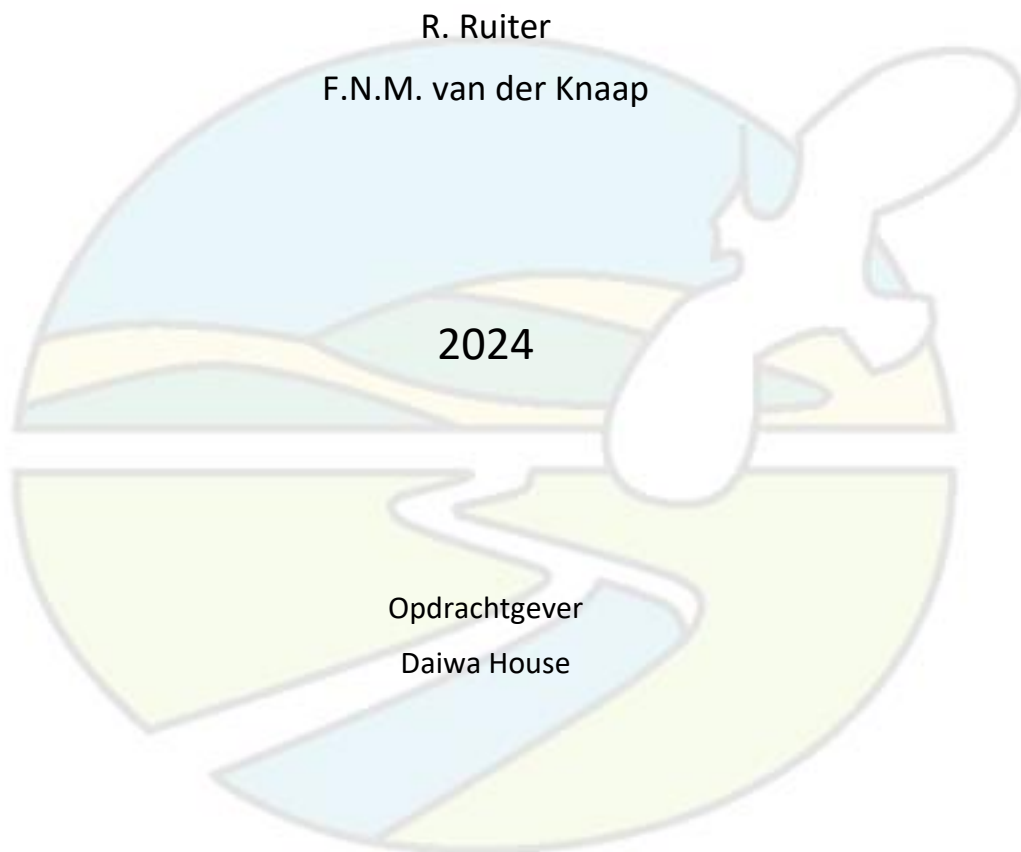 R. Ruiter
F.N.M. van der Knaap
2024
Opdrachtgever
Daiwa House